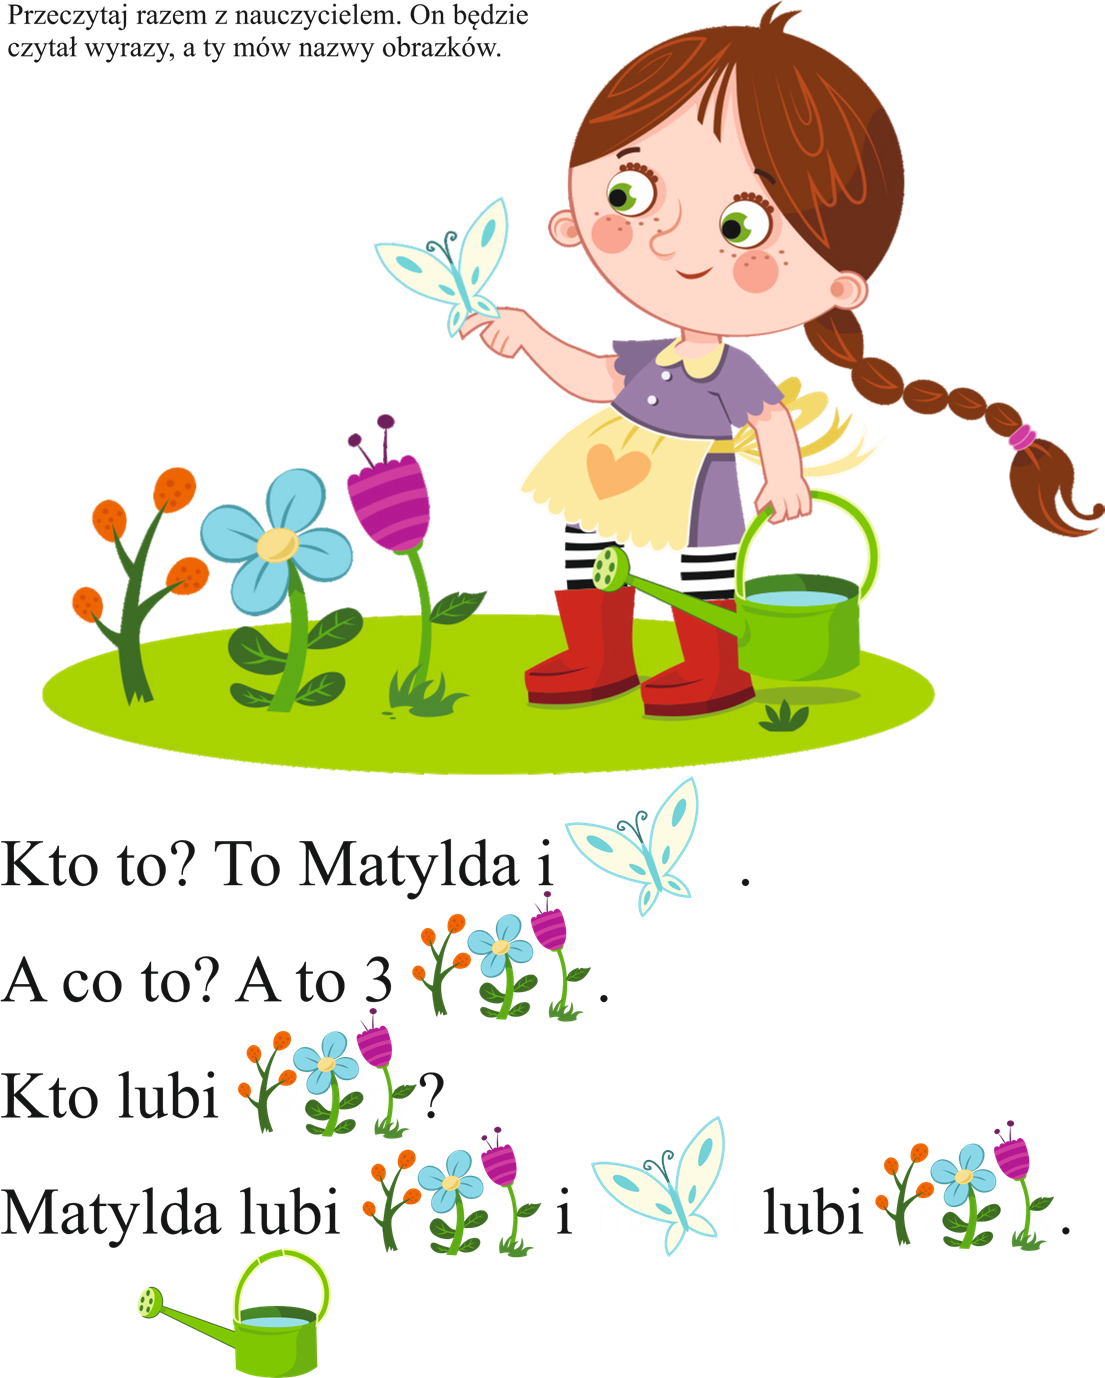 Przeczytaj razem z nauczycielem. On będzie
czytał wyrazy, a ty mów nazwy obrazków.
Kto to? To Matylda i .
A co to? A to 3 .
Kto lubi ?
Matylda lubi i lubi .